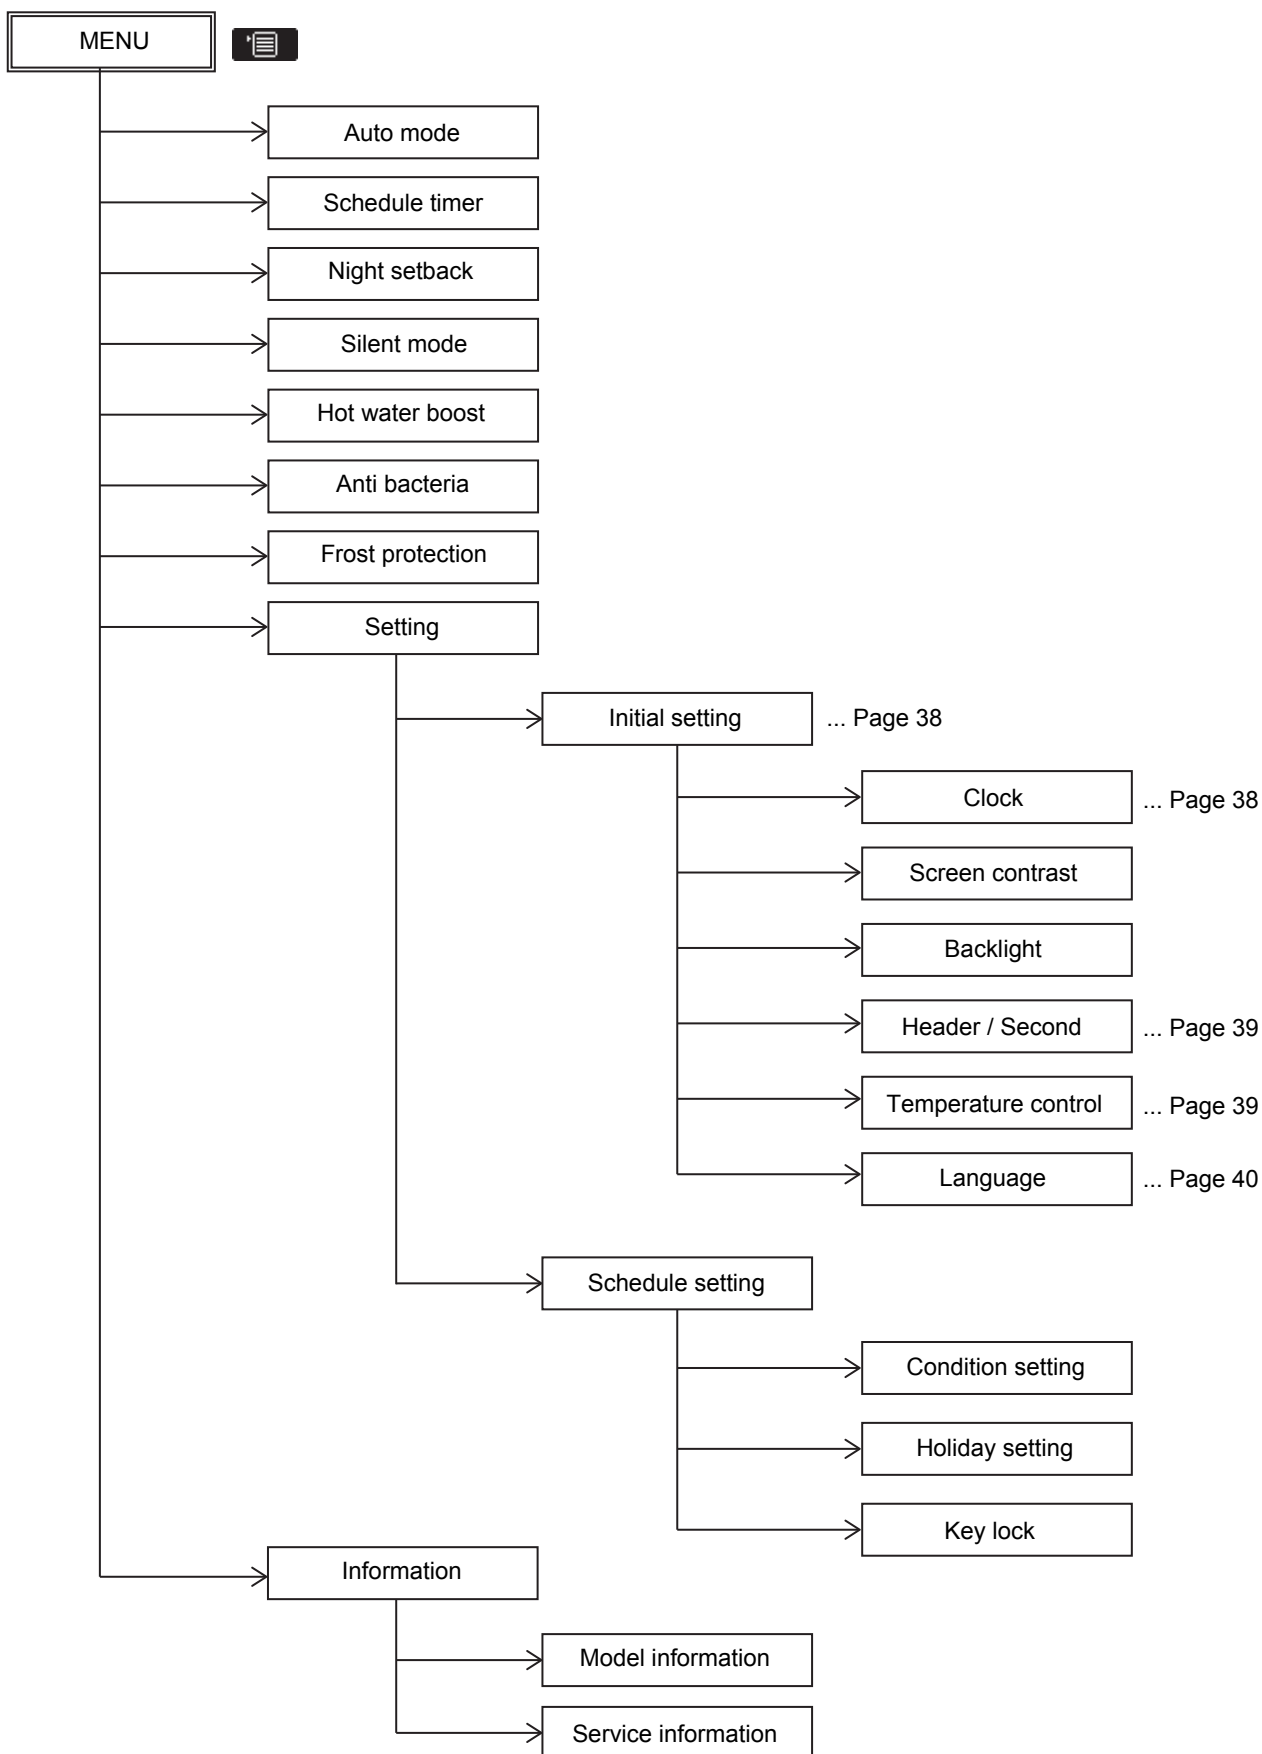 MENU
Auto mode
Schedule timer
Night setback
Silent mode
Hot water boost
Anti bacteria
Frost protection
Setting
Initial setting ... Page 38
Clock ... Page 38
Screen contrast
Backlight
Header / Second ... Page 39
Temperature control ... Page 39
Language ... Page 40
Schedule setting
Condition setting
Holiday setting
Key lock
Information
Model information
Service information